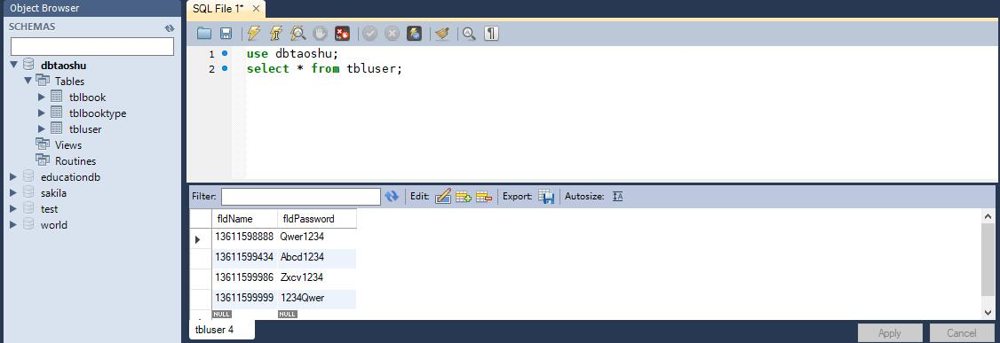 Object Browser
SCHEMAS
dbtaoshu
Tables
tblbook
tblbooktype
tbluser
Views
Routines
educationdb
sakila
test
world
SQL File 1*
1 use dbtaoshu;
2 select * from tbluser;
Filter: Edit: Export: Autosize:
fldName fldPassword
13611598888 Qwer1234
13611599434 Abcd1234
13611599986 Zxcv1234
13611599999 1234Qwer
NULL NULL
tbluser 4
Apply Cancel